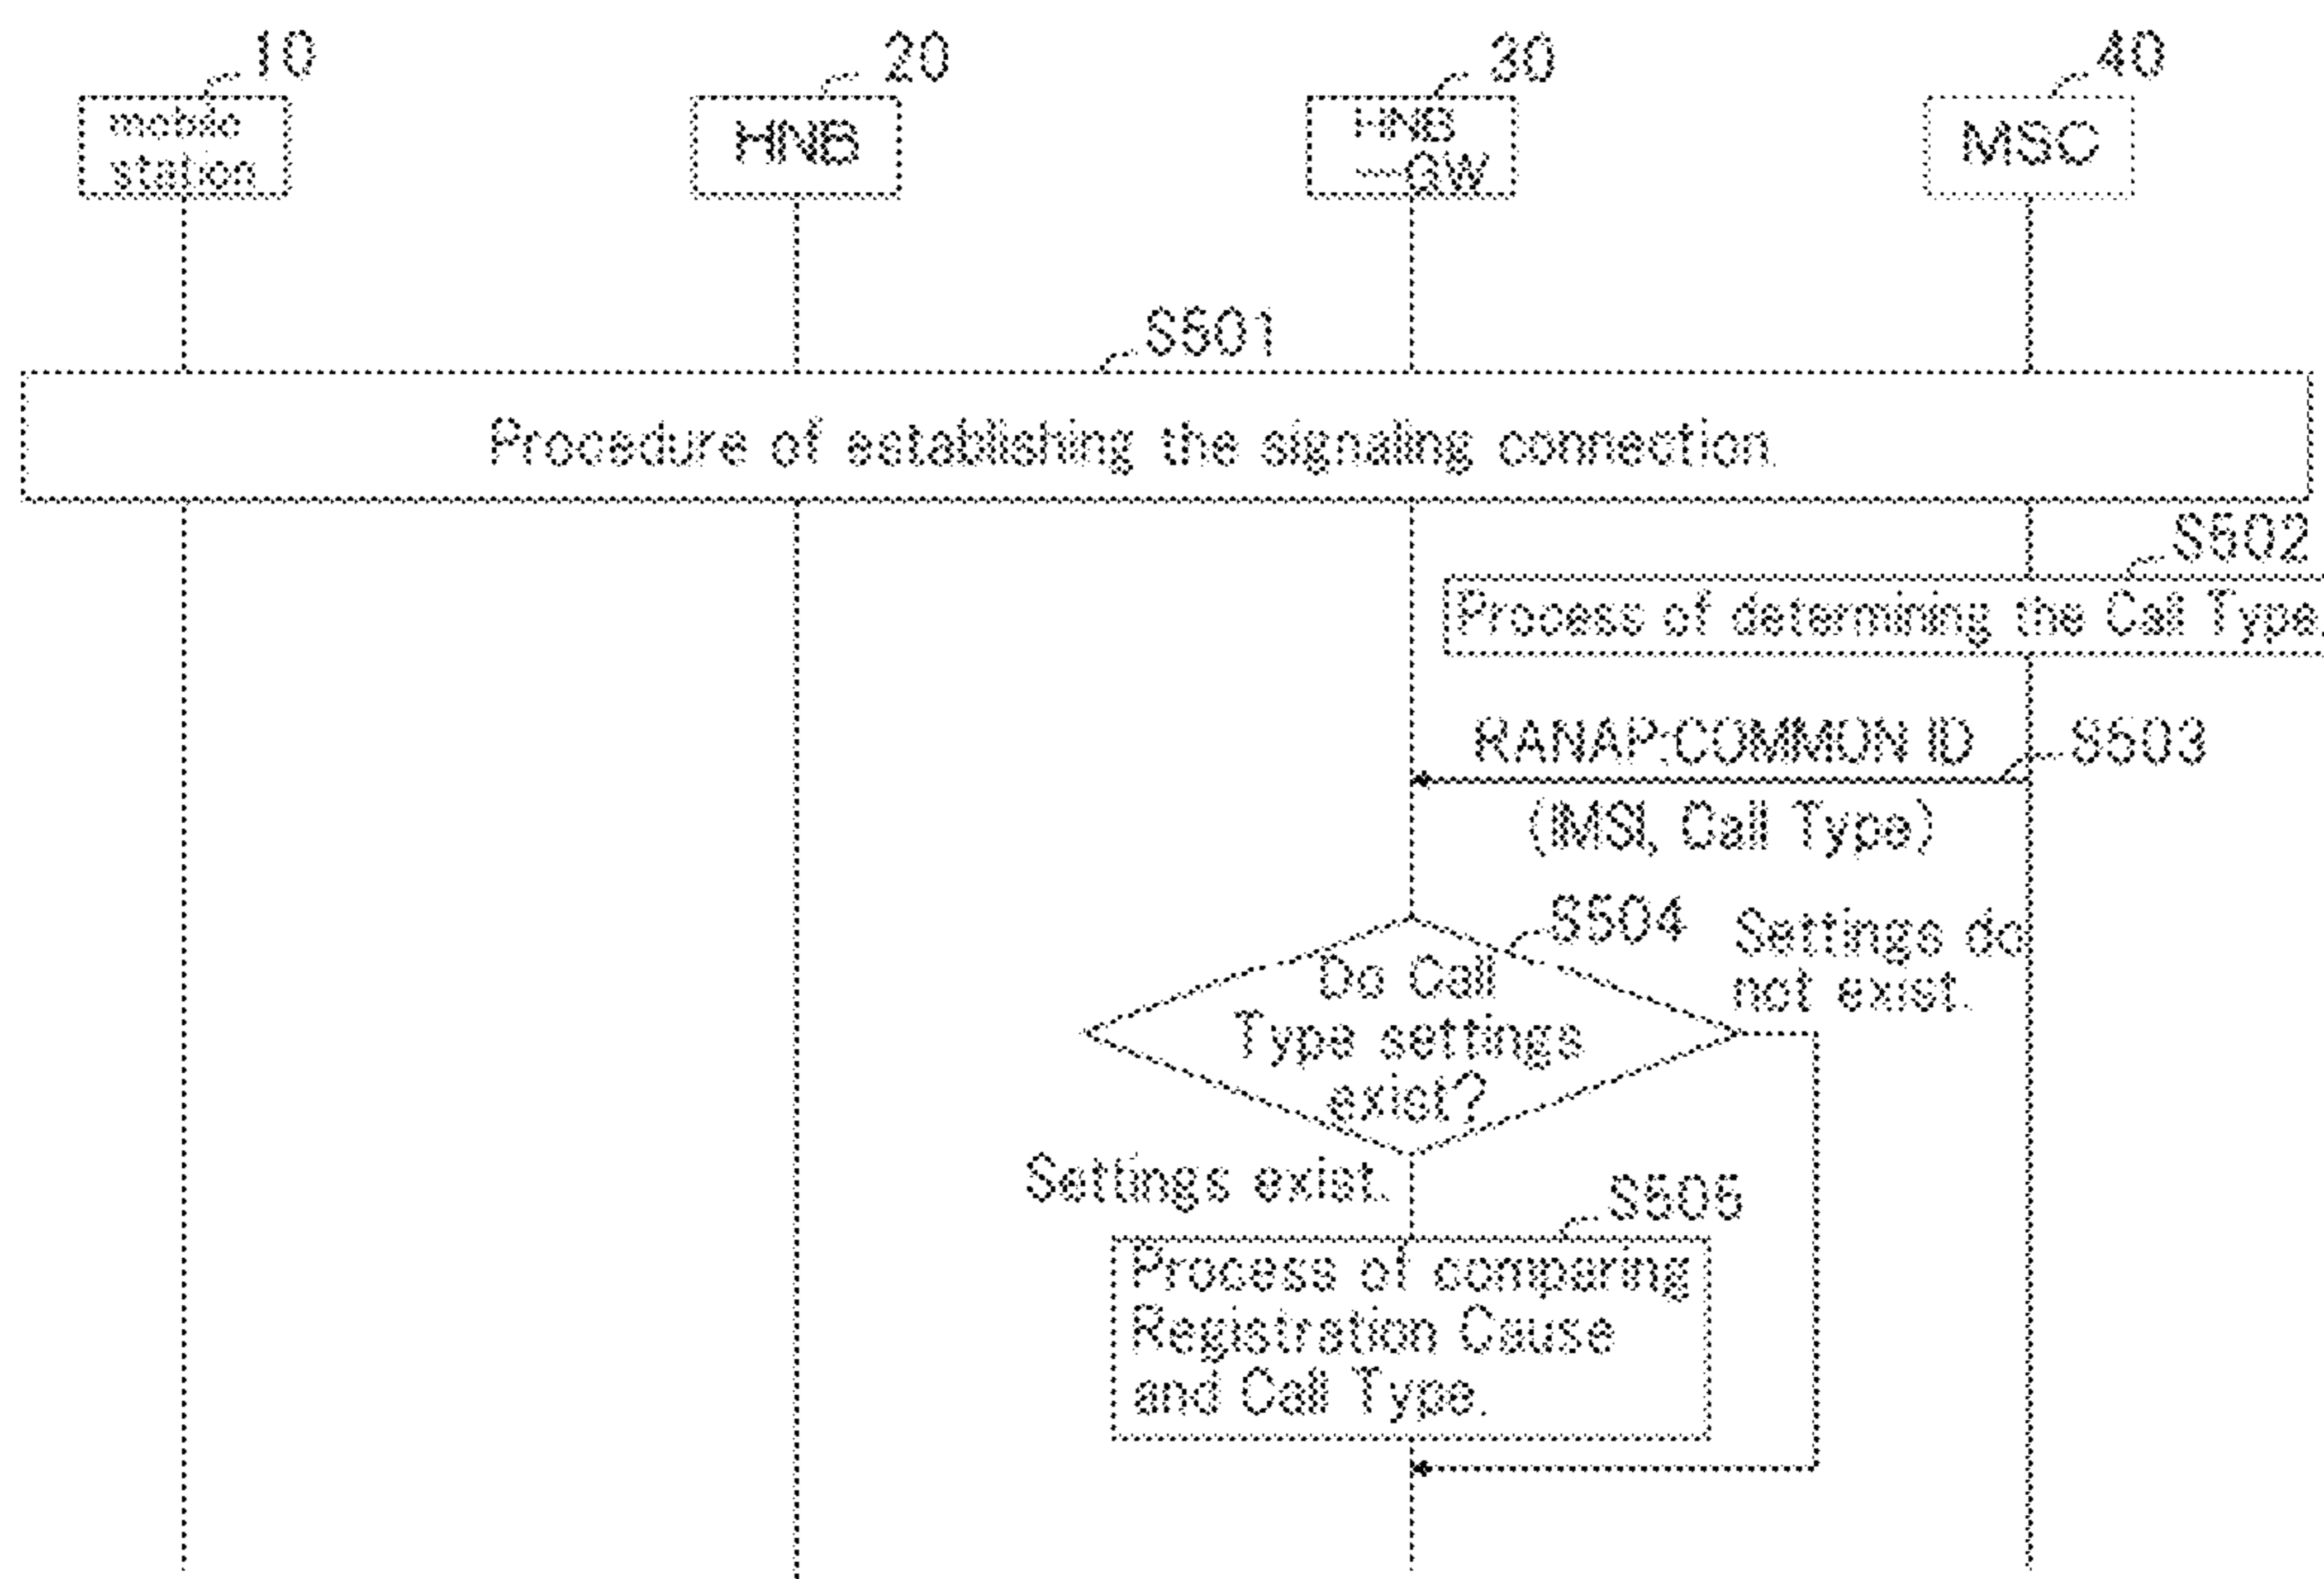 10
20
30
40
mobile
station
HNB
HNB
-GW
MSC
S501
Procedure of establishing the signaling connection.
S502
Process of determining the Call Type.
RANAP:COMMON ID
S503
(IMSI, Call Type)
S504
Settings do
not exist.
Do Call
Type settings
exist?
Settings exist.
S505
Process of comparing
Registration Cause
and Call Type.